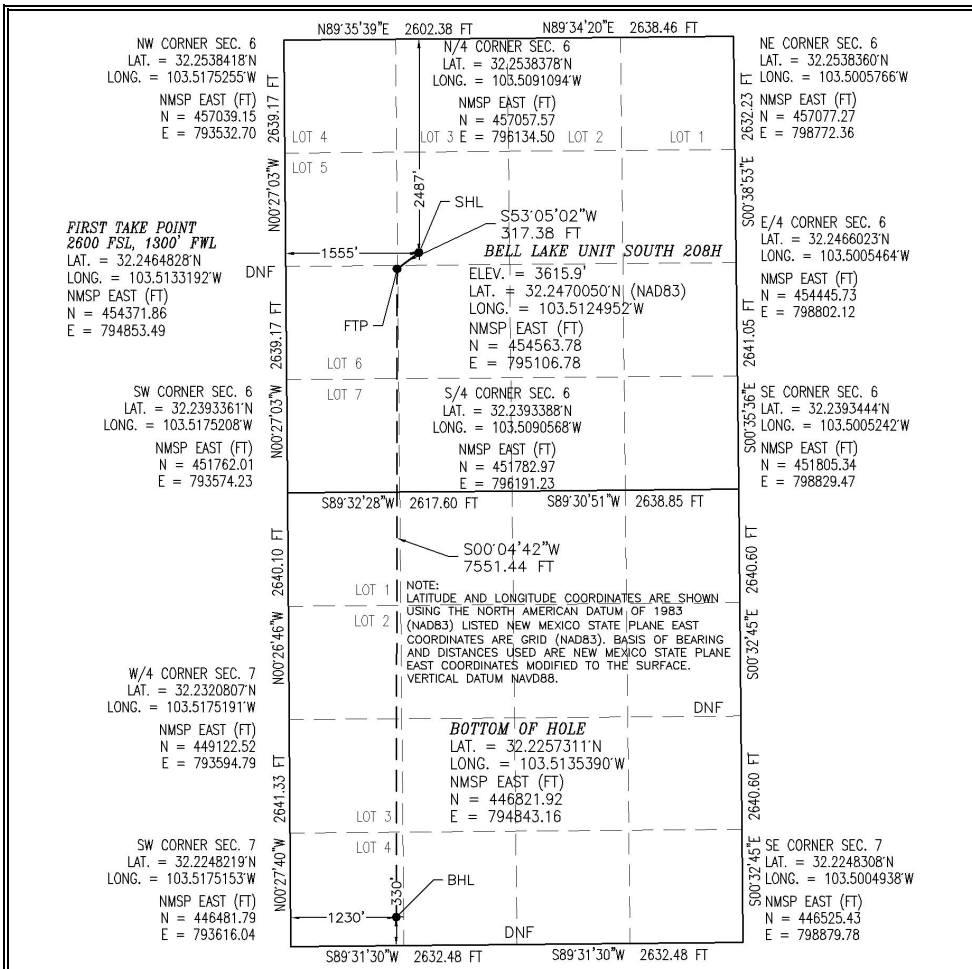 N89°35'39"E 2602.38 FT
N89°34'20"E 2638.46 FT
NW CORNER SEC. 6
LAT. = 32.2538418°N
LONG. = 103.5175255°W
NMSP EAST (FT)
N = 457039.15
E = 793532.70
N/4 CORNER SEC. 6
LAT. = 32.2538378°N
LONG. = 103.5091094°W
NMSP EAST (FT)
N = 457057.57
E = 796134.50
NE CORNER SEC. 6
LAT. = 32.2538360°N
LONG. = 103.5005766°W
NMSP EAST (FT)
N = 457077.27
E = 798772.36
N00°27'03"W 2639.17 FT
S00°38'53"E 2632.23 FT
LOT 4
LOT 3
LOT 2
LOT 1
LOT 5
2487'
SHL
S53°05'02"W
317.38 FT
1555'
FIRST TAKE POINT
2600 FSL, 1300' FWL
LAT. = 32.2464828°N
LONG. = 103.5133192°W
NMSP EAST (FT)
N = 454371.86
E = 794853.49
DNF
FTP
BELL LAKE UNIT SOUTH 208H
ELEV. = 3615.9'
LAT. = 32.2470050°N (NAD83)
LONG. = 103.5124952°W
NMSP EAST (FT)
N = 454563.78
E = 795106.78
E/4 CORNER SEC. 6
LAT. = 32.2466023°N
LONG. = 103.5005464°W
NMSP EAST (FT)
N = 454445.73
E = 798802.12
N00°27'03"W 2639.17 FT
S00°35'36"E 2641.05 FT
LOT 6
LOT 7
SW CORNER SEC. 6
LAT. = 32.2393361°N
LONG. = 103.5175208°W
NMSP EAST (FT)
N = 451762.01
E = 793574.23
S/4 CORNER SEC. 6
LAT. = 32.2393388°N
LONG. = 103.5090568°W
NMSP EAST (FT)
N = 451782.97
E = 796191.23
SE CORNER SEC. 6
LAT. = 32.2393444°N
LONG. = 103.5005242°W
NMSP EAST (FT)
N = 451805.34
E = 798829.47
S89°32'28"W 2617.60 FT
S89°30'51"W 2638.85 FT
S00°04'42"W
7551.44 FT
N00°26'46"W 2640.10 FT
S00°32'45"E 2640.60 FT
LOT 1
LOT 2
NOTE:
LATITUDE AND LONGITUDE COORDINATES ARE SHOWN
USING THE NORTH AMERICAN DATUM OF 1983
(NAD83) LISTED NEW MEXICO STATE PLANE EAST
COORDINATES ARE GRID (NAD83). BASIS OF BEARING
AND DISTANCES USED ARE NEW MEXICO STATE PLANE
EAST COORDINATES MODIFIED TO THE SURFACE.
VERTICAL DATUM NAVD88.
W/4 CORNER SEC. 7
LAT. = 32.2320807°N
LONG. = 103.5175191°W
NMSP EAST (FT)
N = 449122.52
E = 793594.79
DNF
BOTTOM OF HOLE
LAT. = 32.2257311°N
LONG. = 103.5135390°W
NMSP EAST (FT)
N = 446821.92
E = 794843.16
N00°27'40"W 2641.33 FT
S00°32'45"E 2640.60 FT
LOT 3
LOT 4
SW CORNER SEC. 7
LAT. = 32.2248219°N
LONG. = 103.5175153°W
NMSP EAST (FT)
N = 446481.79
E = 793616.04
330'
BHL
1230'
DNF
SE CORNER SEC. 7
LAT. = 32.2248308°N
LONG. = 103.5004938°W
NMSP EAST (FT)
N = 446525.43
E = 798879.78
S89°31'30"W 2632.48 FT
S89°31'30"W 2632.48 FT